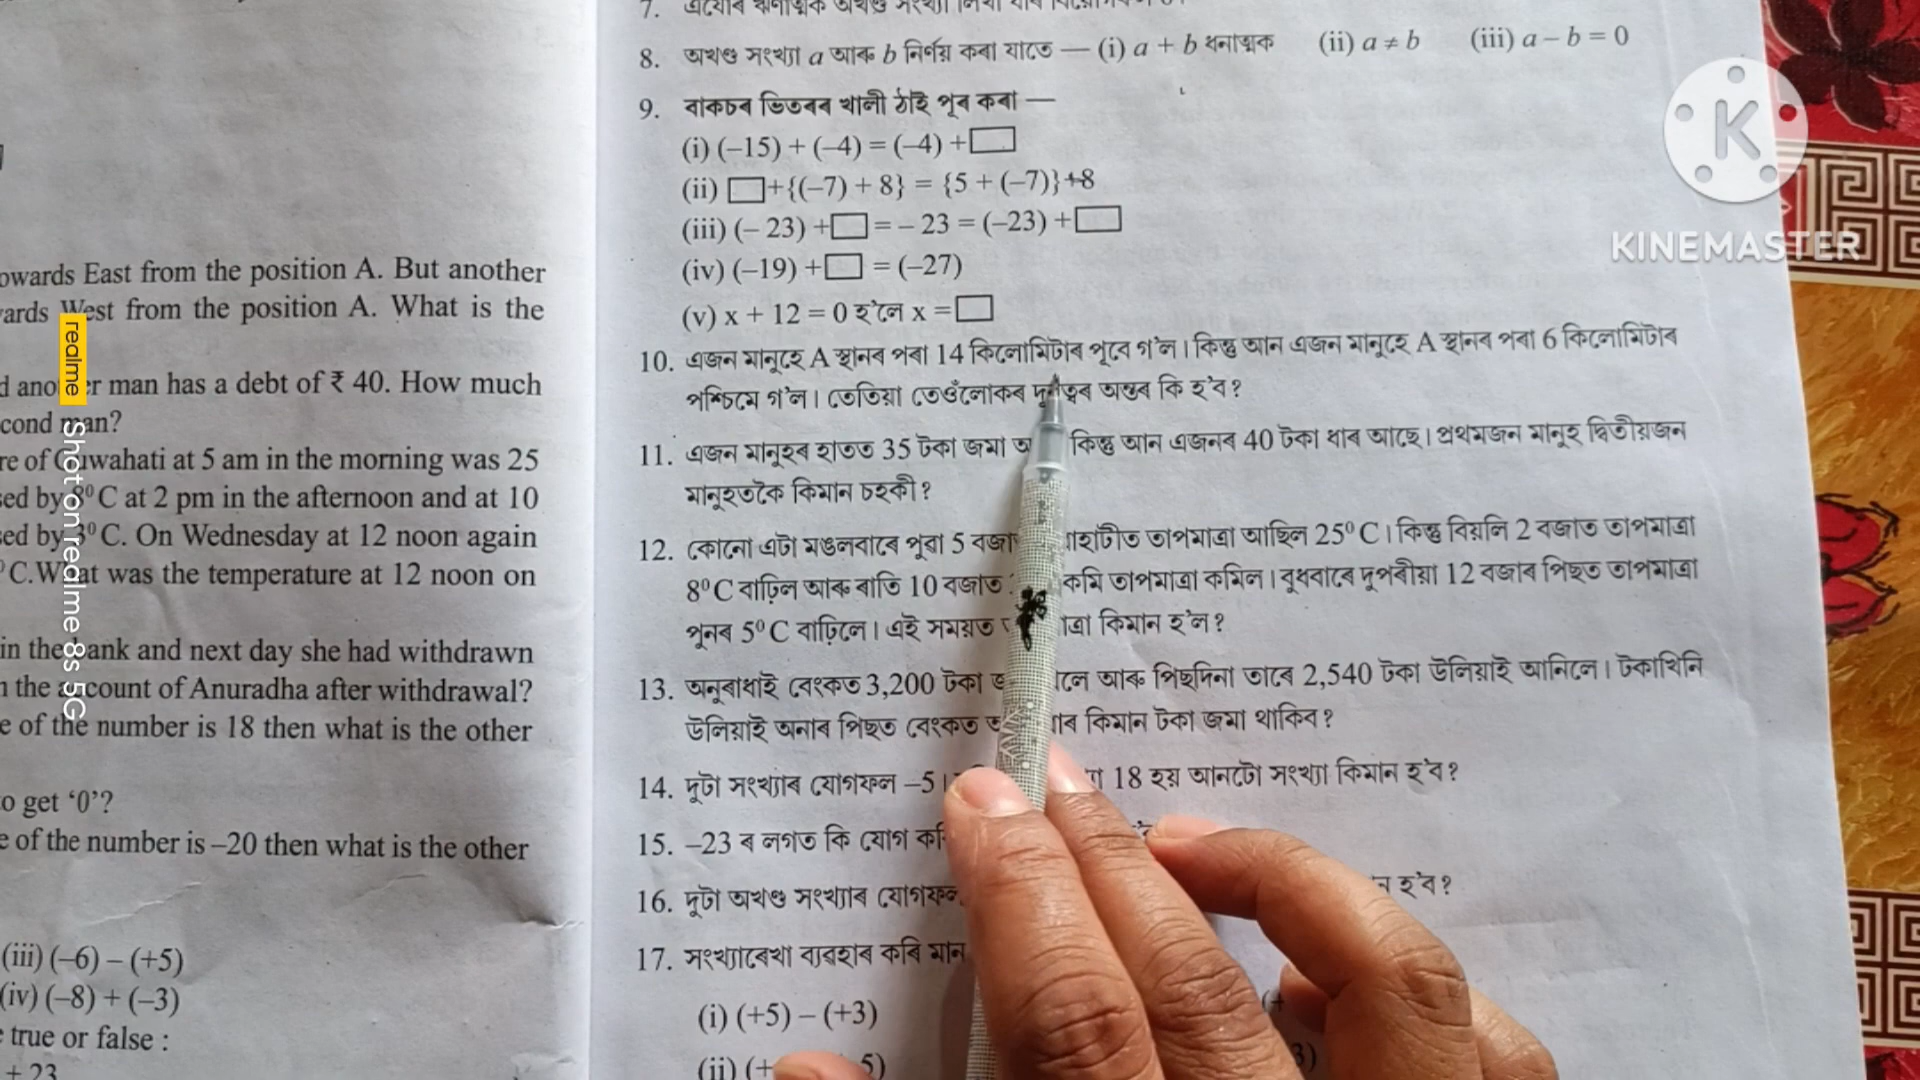 8. অখণ্ড সংখ্যা a আৰু b নিৰ্ণয় কৰা যাতে — (i) a + b ধনাত্মক (ii) a ≠ b (iii) a – b = 0
9. বাকচৰ ভিতৰৰ খালী ঠাই পূৰ কৰা —
(i) (–15) + (–4) = (–4) + □
(ii) □ + {(–7) + 8} = {5 + (–7)} + 8
(iii) (– 23) + □ = – 23 = (–23) + □
(iv) (–19) + □ = (–27)
(v) x + 12 = 0 হ’লে x = □
10. এজন মানুহে A স্থানৰ পৰা 14 কিলোমিটাৰ পূবে গ’ল। কিন্তু আন এজন মানুহে A স্থানৰ পৰা 6 কিলোমিটাৰ
পশ্চিমে গ’ল। তেতিয়া তেওঁলোকৰ অন্তৰ কি হ’ব?
11. এজন মানুহৰ হাতত 35 টকা জমা কিন্তু আন এজনৰ 40 টকা ধাৰ আছে। প্ৰথমজন মানুহ দ্বিতীয়জন
মানুহতকৈ কিমান চহকী?
12. কোনো এটা মঙলবাৰে পূৱা 5 তাপমাত্ৰা আছিল 25⁰ C। কিন্তু বিয়লি 2 বজাত তাপমাত্ৰা
8⁰ C বাঢ়িল আৰু ৰাতি 10 বজাত কমি তাপমাত্ৰা কমিল। বুধবাৰে দুপৰীয়া 12 বজাৰ পিছত তাপমাত্ৰা
পুনৰ 5⁰ C বাঢ়িলে। এই সময়ত কিমান হ’ল?
13. অনুৰাধাই বেংকত 3,200 টকা আৰু পিছদিনা তাৰে 2,540 টকা উলিয়াই আনিলে। টকাখিনি
উলিয়াই অনাৰ পিছত বেংকত কিমান টকা জমা থাকিব?
14. দুটা সংখ্যাৰ যোগফল –5। 18 হয় আনটো সংখ্যা কিমান হ’ব?
15. –23 ৰ লগত কি যোগ
16. দুটা অখণ্ড সংখ্যাৰ হ’ব?
17. সংখ্যাৰেখা ব্যৱহাৰ কৰি মান
(i) (+5) – (+3)
(ii)
owards East from the position A. But another
ards West from the position A. What is the
man has a debt of ₹ 40. How much
cond man?
re of Guwahati at 5 am in the morning was 25
ed by 8⁰ C at 2 pm in the afternoon and at 10
sed by ⁰ C. On Wednesday at 12 noon again
C. What was the temperature at 12 noon on
in the bank and next day she had withdrawn
the account of Anuradha after withdrawal?
e of the number is 18 then what is the other
o get ‘0’?
e of the number is –20 then what is the other
(iii) (–6) – (+5)
(iv) (–8) + (–3)
true or false :
+ 23
realme
Shot on realme 8s 5G
K
KINEMASTER